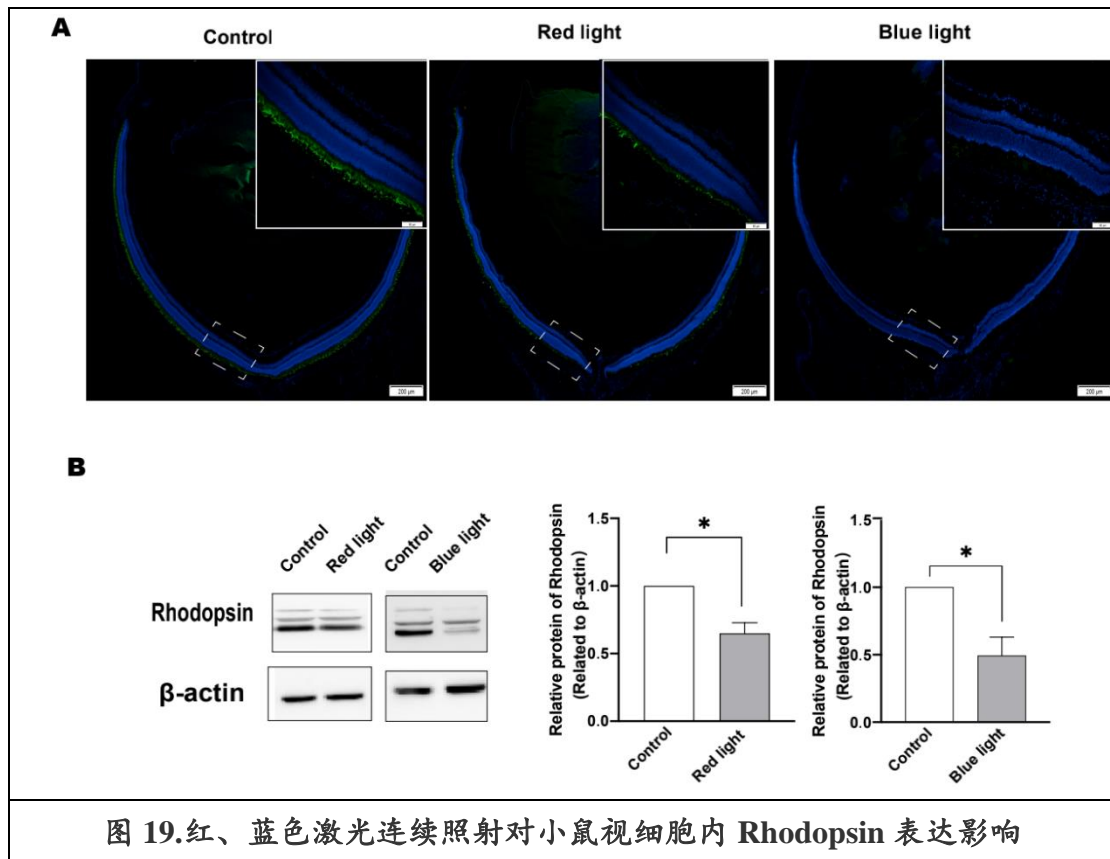 A
Control
Red light
Blue light
200 μm
200 μm
200 μm
B
Control
Red light
Control
Blue light
Rhodopsin
β-actin
Relative protein of Rhodopsin
(Related to β-actin)
1.5
1.0
0.5
0.0
*
Control
Red light
Relative protein of Rhodopsin
(Related to β-actin)
1.5
1.0
0.5
0.0
*
Control
Blue light
图 19.红、蓝色激光连续照射对小鼠视细胞内 Rhodopsin 表达影响